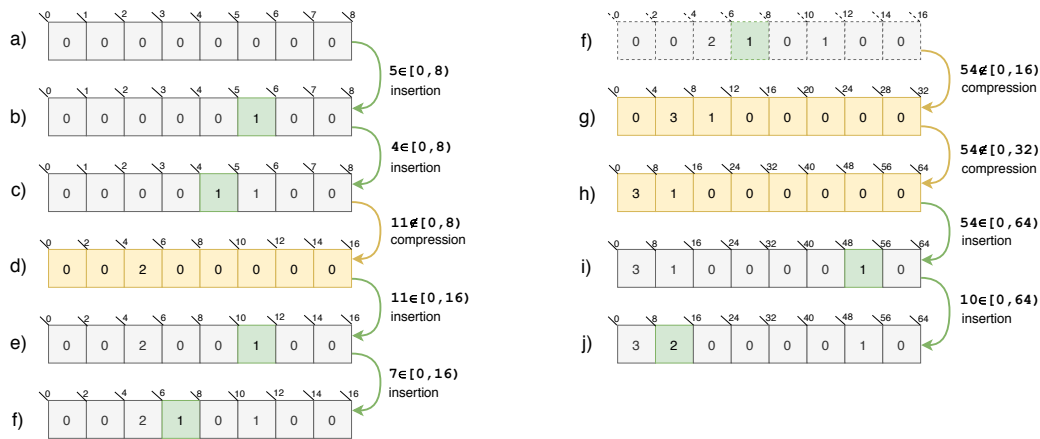 0 1 2 3 4 5 6 7 8
a) 0 0 0 0 0 0 0 0
5∈[0,8)
insertion
0 1 2 3 4 5 6 7 8
b) 0 0 0 0 0 1 0 0
4∈[0,8)
insertion
0 1 2 3 4 5 6 7 8
c) 0 0 0 0 1 1 0 0
11∉[0,8)
compression
0 2 4 6 8 10 12 14 16
d) 0 0 2 0 0 0 0 0
11∈[0,16)
insertion
0 2 4 6 8 10 12 14 16
e) 0 0 2 0 0 1 0 0
7∈[0,16)
insertion
0 2 4 6 8 10 12 14 16
f) 0 0 2 1 0 1 0 0
0 2 4 6 8 10 12 14 16
f) 0 0 2 1 0 1 0 0
54∉[0,16)
compression
0 4 8 12 16 20 24 28 32
g) 0 3 1 0 0 0 0 0
54∉[0,32)
compression
0 8 16 24 32 40 48 56 64
h) 3 1 0 0 0 0 0 0
54∈[0,64)
insertion
0 8 16 24 32 40 48 56 64
i) 3 1 0 0 0 0 1 0
10∈[0,64)
insertion
0 8 16 24 32 40 48 56 64
j) 3 2 0 0 0 0 1 0